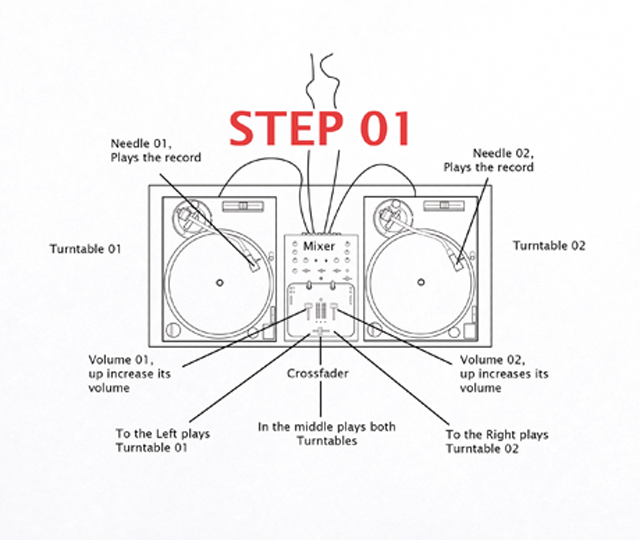 STEP 01
Needle 01,
Plays the record
Needle 02,
Plays the record
Mixer
Turntable 01
Turntable 02
Volume 01,
up increase its
volume
Crossfader
Volume 02,
up increases its
volume
To the Left plays
Turntable 01
In the middle plays both
Turntables
To the Right plays
Turntable 02